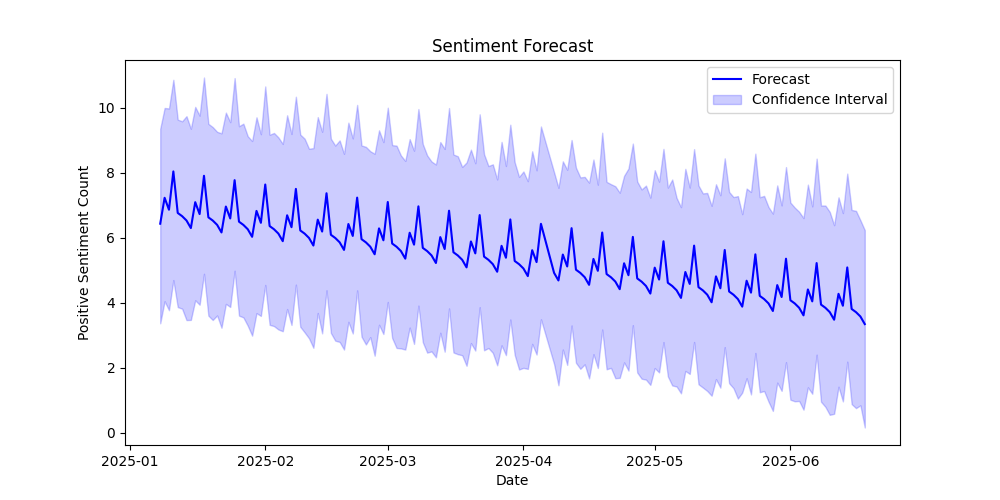 Sentiment Forecast
Forecast
Confidence Interval
Positive Sentiment Count
10
8
6
4
2
0
2025-01
2025-02
2025-03
2025-04
2025-05
2025-06
Date